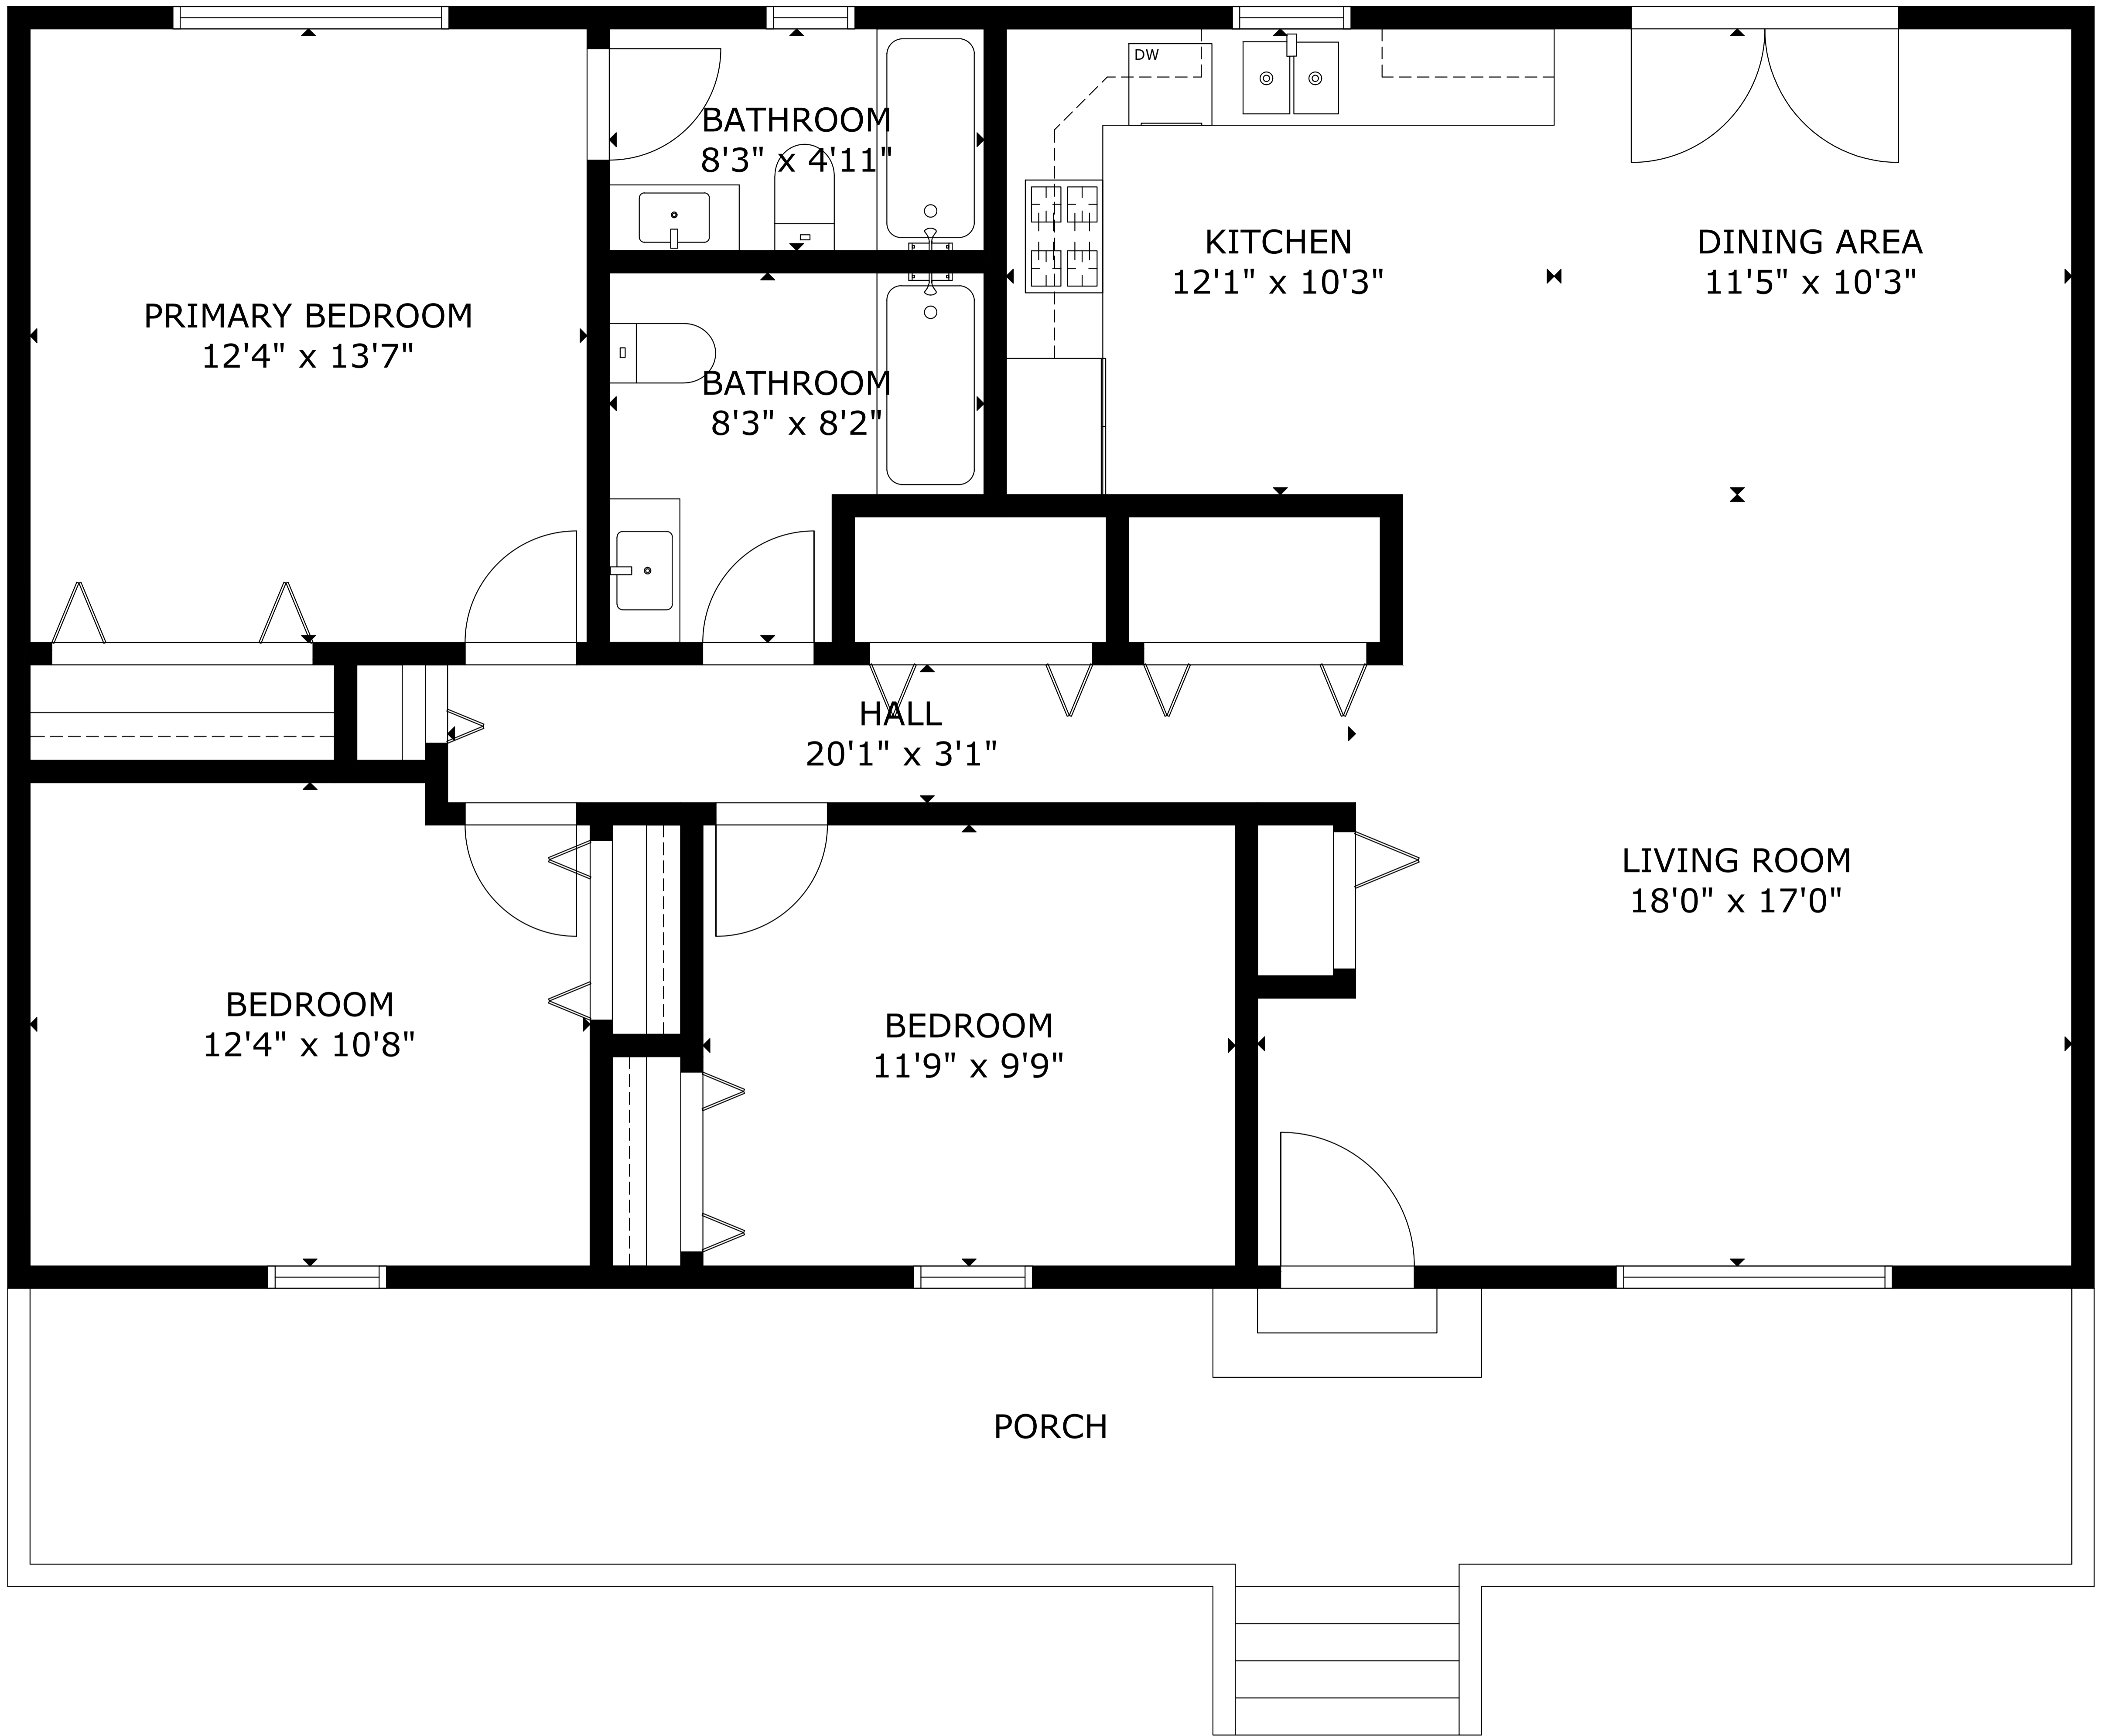 DW
BATHROOM
8'3" x 4'11"
KITCHEN
12'1" x 10'3"
DINING AREA
11'5" x 10'3"
PRIMARY BEDROOM
12'4" x 13'7"
BATHROOM
8'3" x 8'2"
HALL
20'1" x 3'1"
LIVING ROOM
18'0" x 17'0"
BEDROOM
12'4" x 10'8"
BEDROOM
11'9" x 9'9"
PORCH